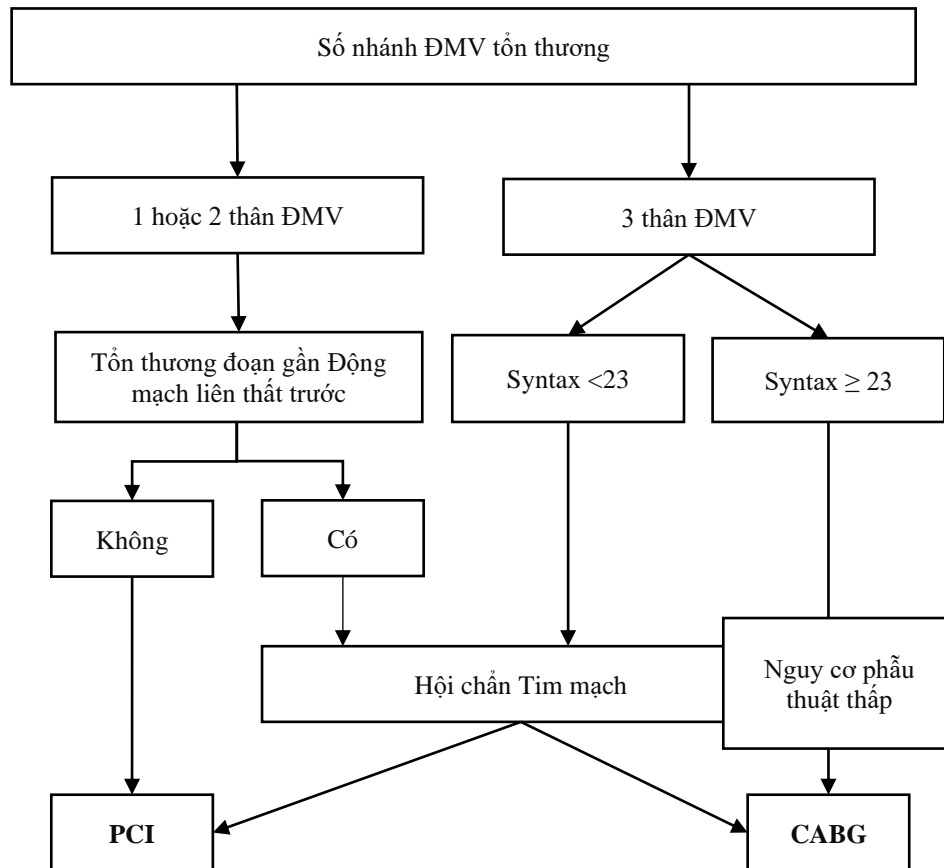 Số nhánh ĐMV tổn thương
1 hoặc 2 thân ĐMV
3 thân ĐMV
Tổn thương đoạn gần Động
mạch liên thất trước
Syntax <23
Syntax ≥ 23
Không
Có
Hội chẩn Tim mạch
Nguy cơ phẫu
thuật thấp
PCI
CABG